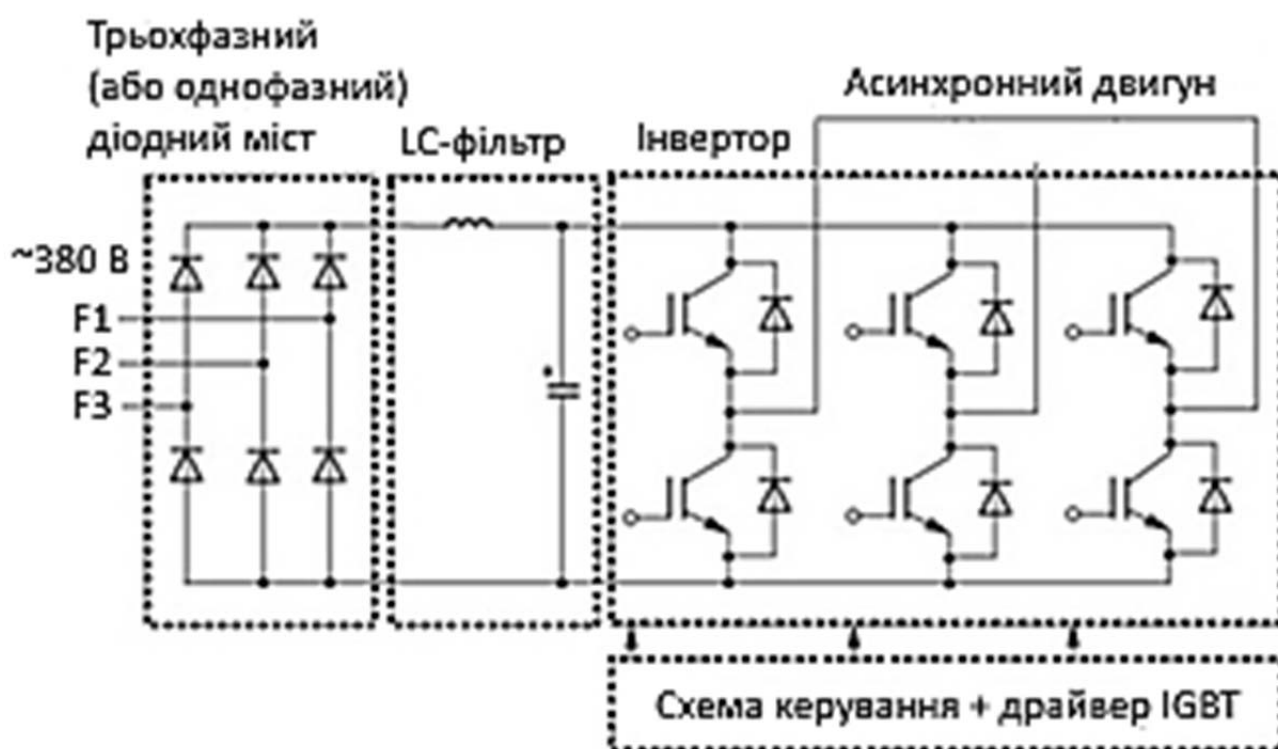 Трьохфазний
(або однофазний)
діодний міст
LC-фільтр
Інвертор
Асинхронний двигун
~380 В
F1
F2
F3
Схема керування + драйвер IGBT